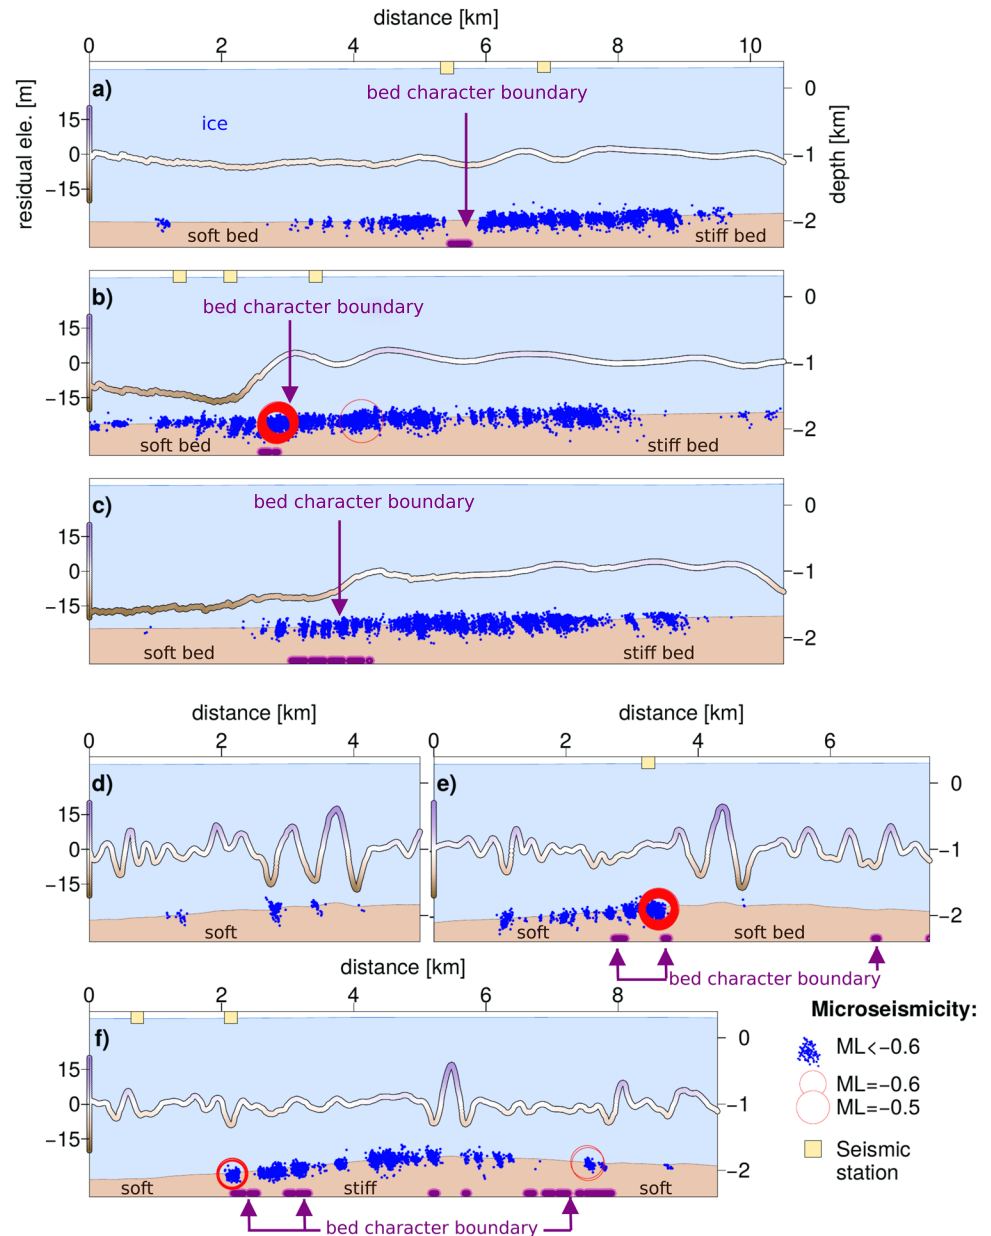 distance [km]
0 2 4 6 8 10
a)
bed character boundary
ice
residual ele. [m]
15
0
−15
0
−1
−2
depth [km]
soft bed
stiff bed
b)
bed character boundary
15
0
−15
0
−1
−2
soft bed
stiff bed
c)
bed character boundary
15
0
−15
0
−1
−2
soft bed
stiff bed
distance [km]
distance [km]
0 2 4
0 2 4 6
d)
15
0
−15
soft
e)
0
−1
−2
soft
soft bed
bed character boundary
distance [km]
0 2 4 6 8
f)
15
0
−15
0
−1
−2
soft
stiff
soft
bed character boundary
Microseismicity:
ML<−0.6
ML=−0.6
ML=−0.5
Seismic
station